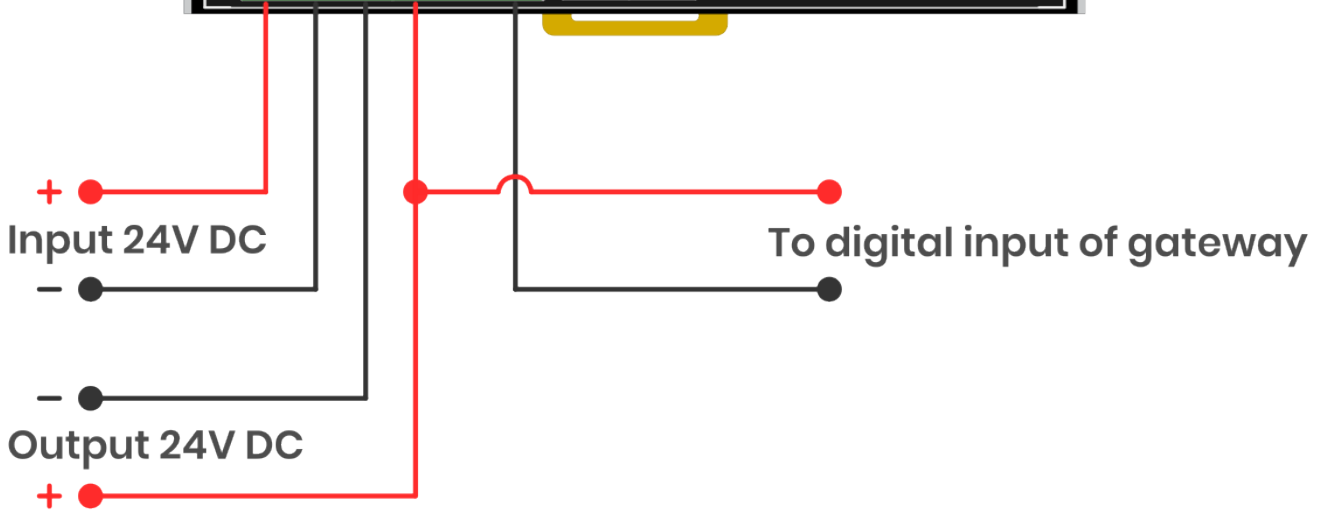 +
Input 24V DC
To digital input of gateway
−
−
Output 24V DC
+